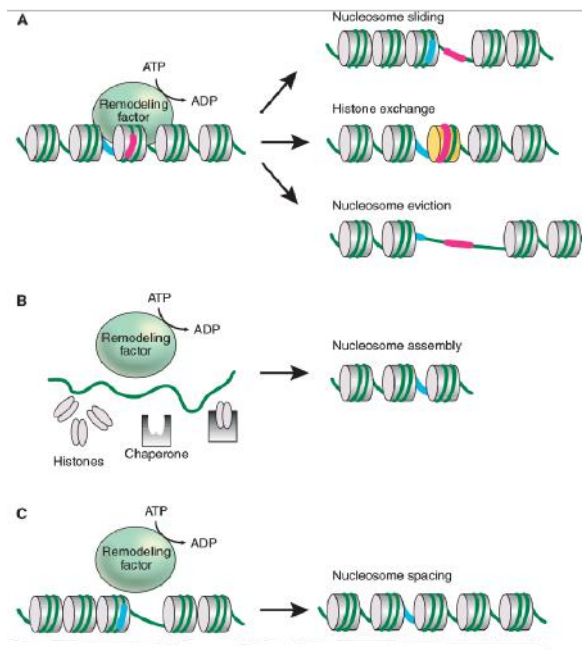 A
Nucleosome sliding
ATP
ADP
Remodeling
factor
Histone exchange
Nucleosome eviction
B
ATP
ADP
Remodeling
factor
Nucleosome assembly
Histones
Chaperone
C
ATP
ADP
Remodeling
factor
Nucleosome spacing